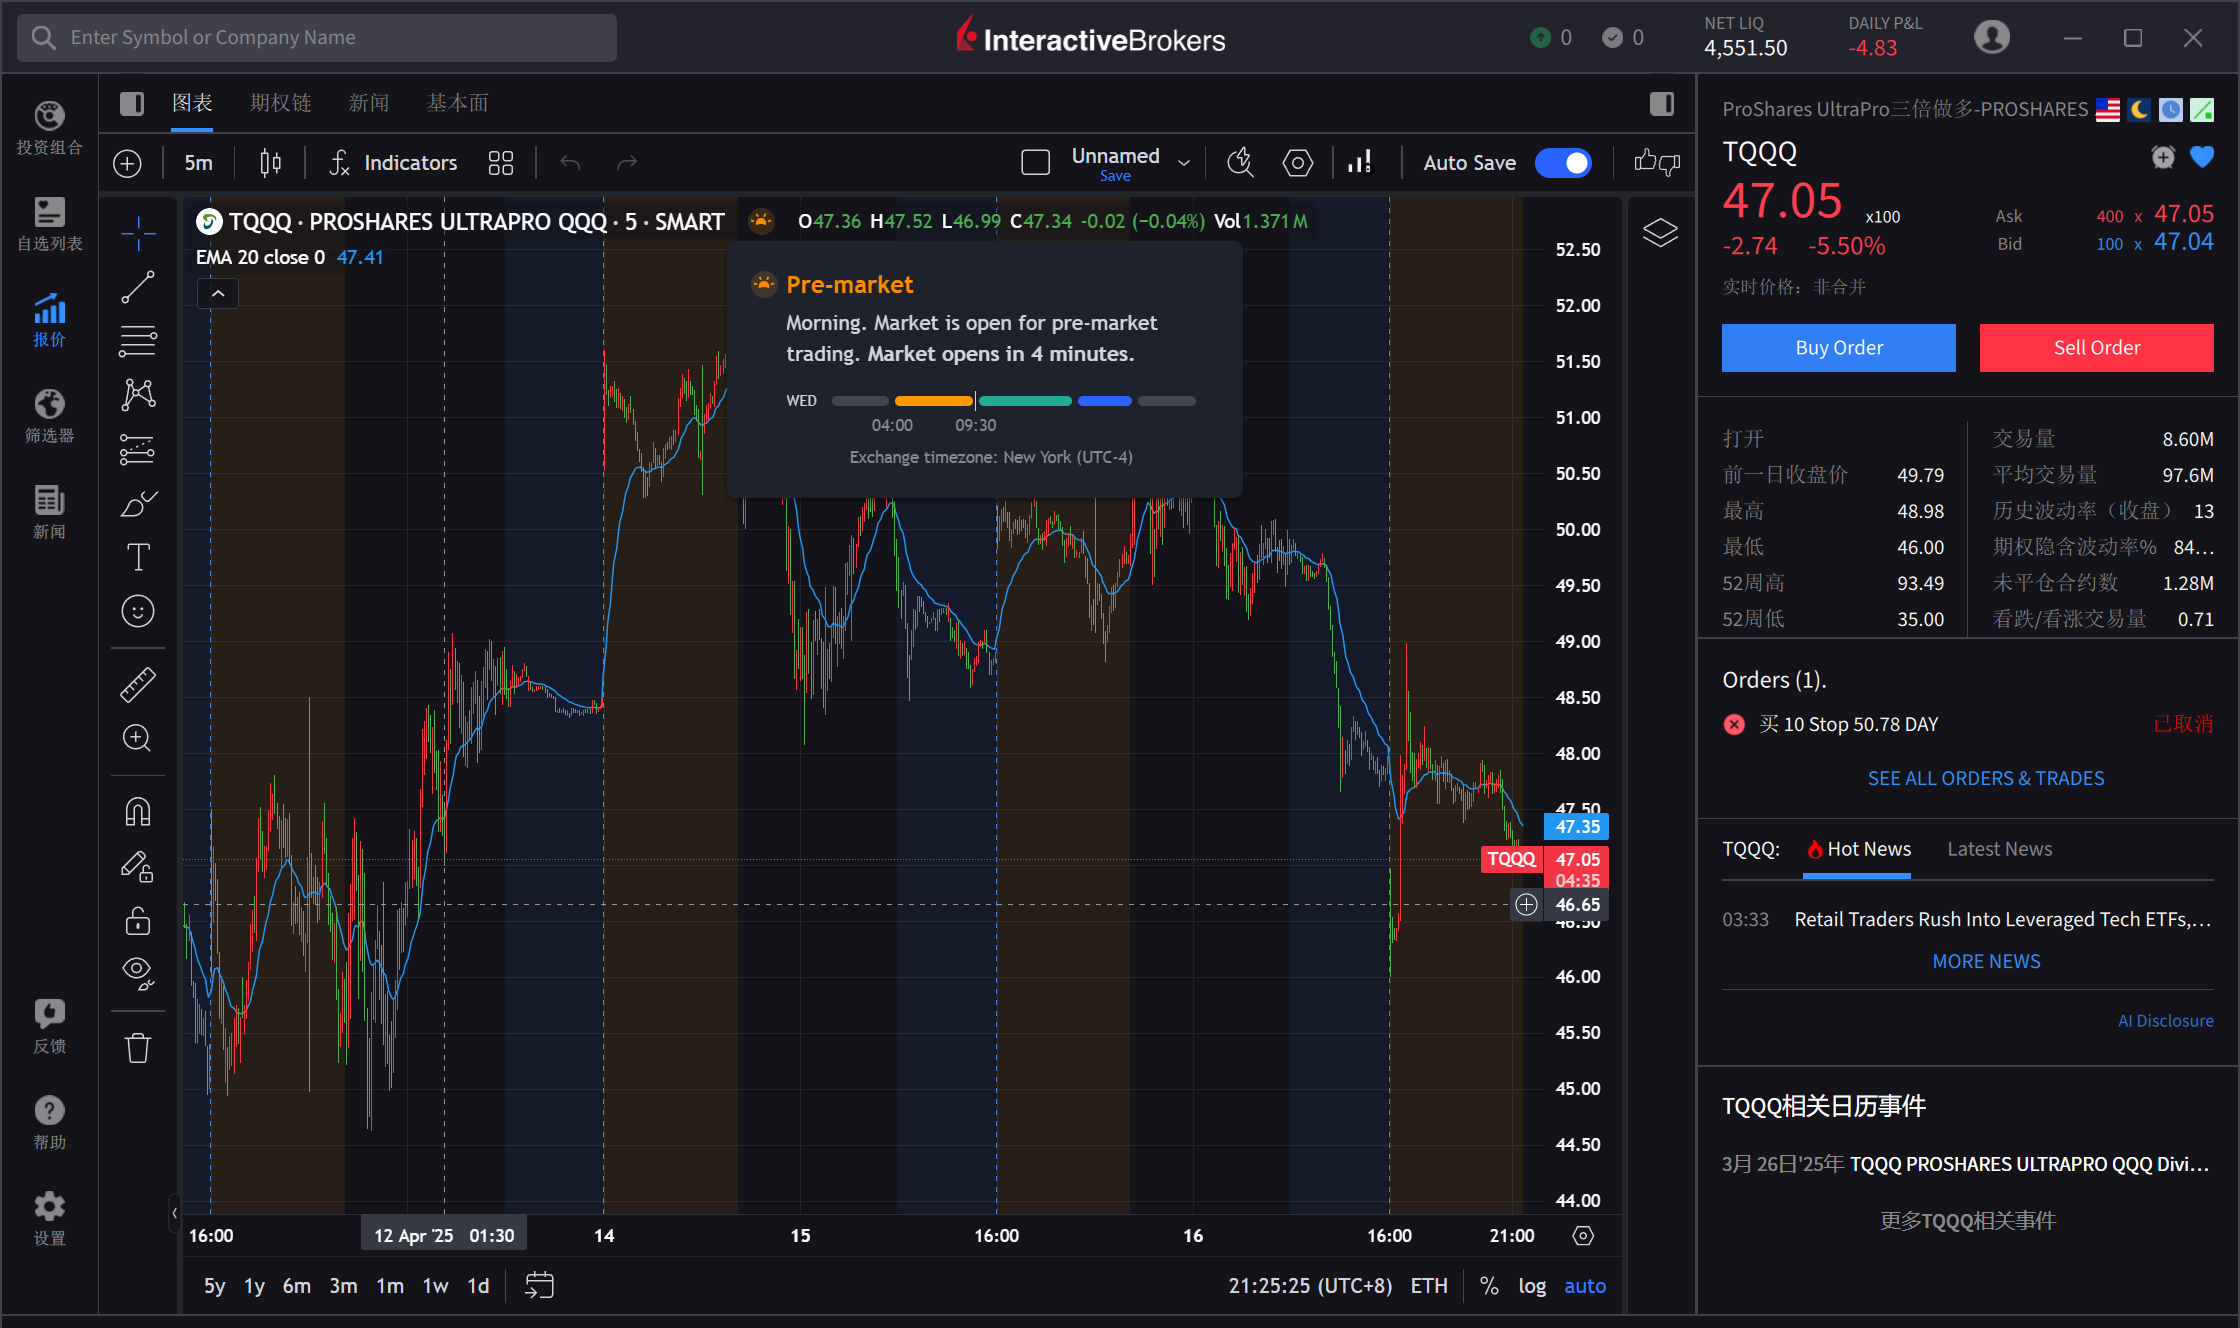 Enter Symbol or Company Name
InteractiveBrokers
0
0
NET LIQ
4,551.50
DAILY P&L
-4.83
投资组合
自选列表
报价
筛选器
新闻
反馈
帮助
设置
图表 期权链 新闻 基本面
5m
Indicators
Unnamed
Save
Auto Save
TQQQ · PROSHARES ULTRAPRO QQQ · 5 · SMART
O47.36 H47.52 L46.99 C47.34 -0.02 (−0.04%) Vol1.371 M
EMA 20 close 0 47.41
Pre-market
Morning. Market is open for pre-market
trading. Market opens in 4 minutes.
WED
04:00 09:30
Exchange timezone: New York (UTC-4)
52.50
52.00
51.50
51.00
50.50
50.00
49.50
49.00
48.50
48.00
47.50
47.35
TQQQ 47.05
04:35
46.65
46.50
46.00
45.50
45.00
44.50
44.00
16:00 12 Apr '25 01:30 14 15 16:00 16 16:00 21:00
5y 1y 6m 3m 1m 1w 1d
21:25:25 (UTC+8) ETH % log auto
ProShares UltraPro三倍做多-PROSHARES
TQQQ
47.05 x100
-2.74 -5.50%
Ask 400 x 47.05
Bid 100 x 47.04
实时价格：非合并
Buy Order
Sell Order
打开
前一日收盘价 49.79
最高 48.98
最低 46.00
52周高 93.49
52周低 35.00
交易量 8.60M
平均交易量 97.6M
历史波动率（收盘） 13
期权隐含波动率% 84...
未平仓合约数 1.28M
看跌/看涨交易量 0.71
Orders (1).
买 10 Stop 50.78 DAY 已取消
SEE ALL ORDERS & TRADES
TQQQ: Hot News Latest News
03:33 Retail Traders Rush Into Leveraged Tech ETFs,...
MORE NEWS
AI Disclosure
TQQQ相关日历事件
3月 26日'25年 TQQQ PROSHARES ULTRAPRO QQQ Divi...
更多TQQQ相关事件